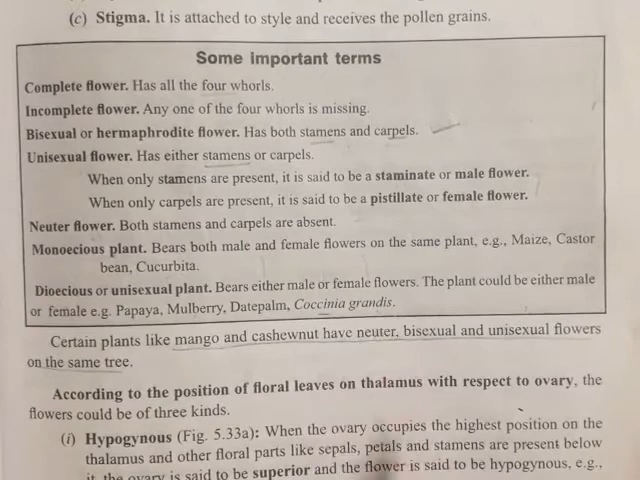 (c) Stigma. It is attached to style and receives the pollen grains.
Some important terms
Complete flower. Has all the four whorls.
Incomplete flower. Any one of the four whorls is missing.
Bisexual or hermaphrodite flower. Has both stamens and carpels.
Unisexual flower. Has either stamens or carpels.
When only stamens are present, it is said to be a staminate or male flower.
When only carpels are present, it is said to be a pistillate or female flower.
Neuter flower. Both stamens and carpels are absent.
Monoecious plant. Bears both male and female flowers on the same plant, e.g., Maize, Castor
bean, Cucurbita.
Dioecious or unisexual plant. Bears either male or female flowers. The plant could be either male
or female e.g. Papaya, Mulberry, Datepalm, Coccinia grandis.
Certain plants like mango and cashewnut have neuter, bisexual and unisexual flowers
on the same tree.
According to the position of floral leaves on thalamus with respect to ovary, the
flowers could be of three kinds.
(i) Hypogynous (Fig. 5.33a): When the ovary occupies the highest position on the
thalamus and other floral parts like sepals, petals and stamens are present below
it, the ovary is said to be superior and the flower is said to be hypogynous, e.g.,